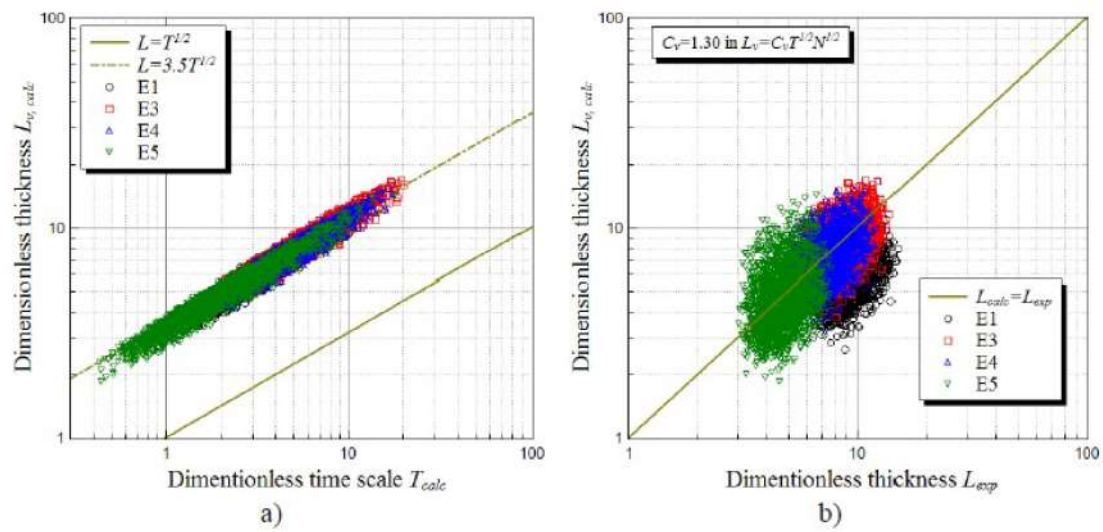 100
10
1
Dimensionless thickness L_v, calc
L=T^1/2
L=3.5T^1/2
E1
E3
E4
E5
1
10
100
Dimentionless time scale T_calc
a)
100
10
1
Dimensionless thickness L_v, calc
C_v=1.30 in L_v=C_vT^1/2N^1/2
L_calc=L_exp
E1
E3
E4
E5
1
10
100
Dimentionless thickness L_exp
b)